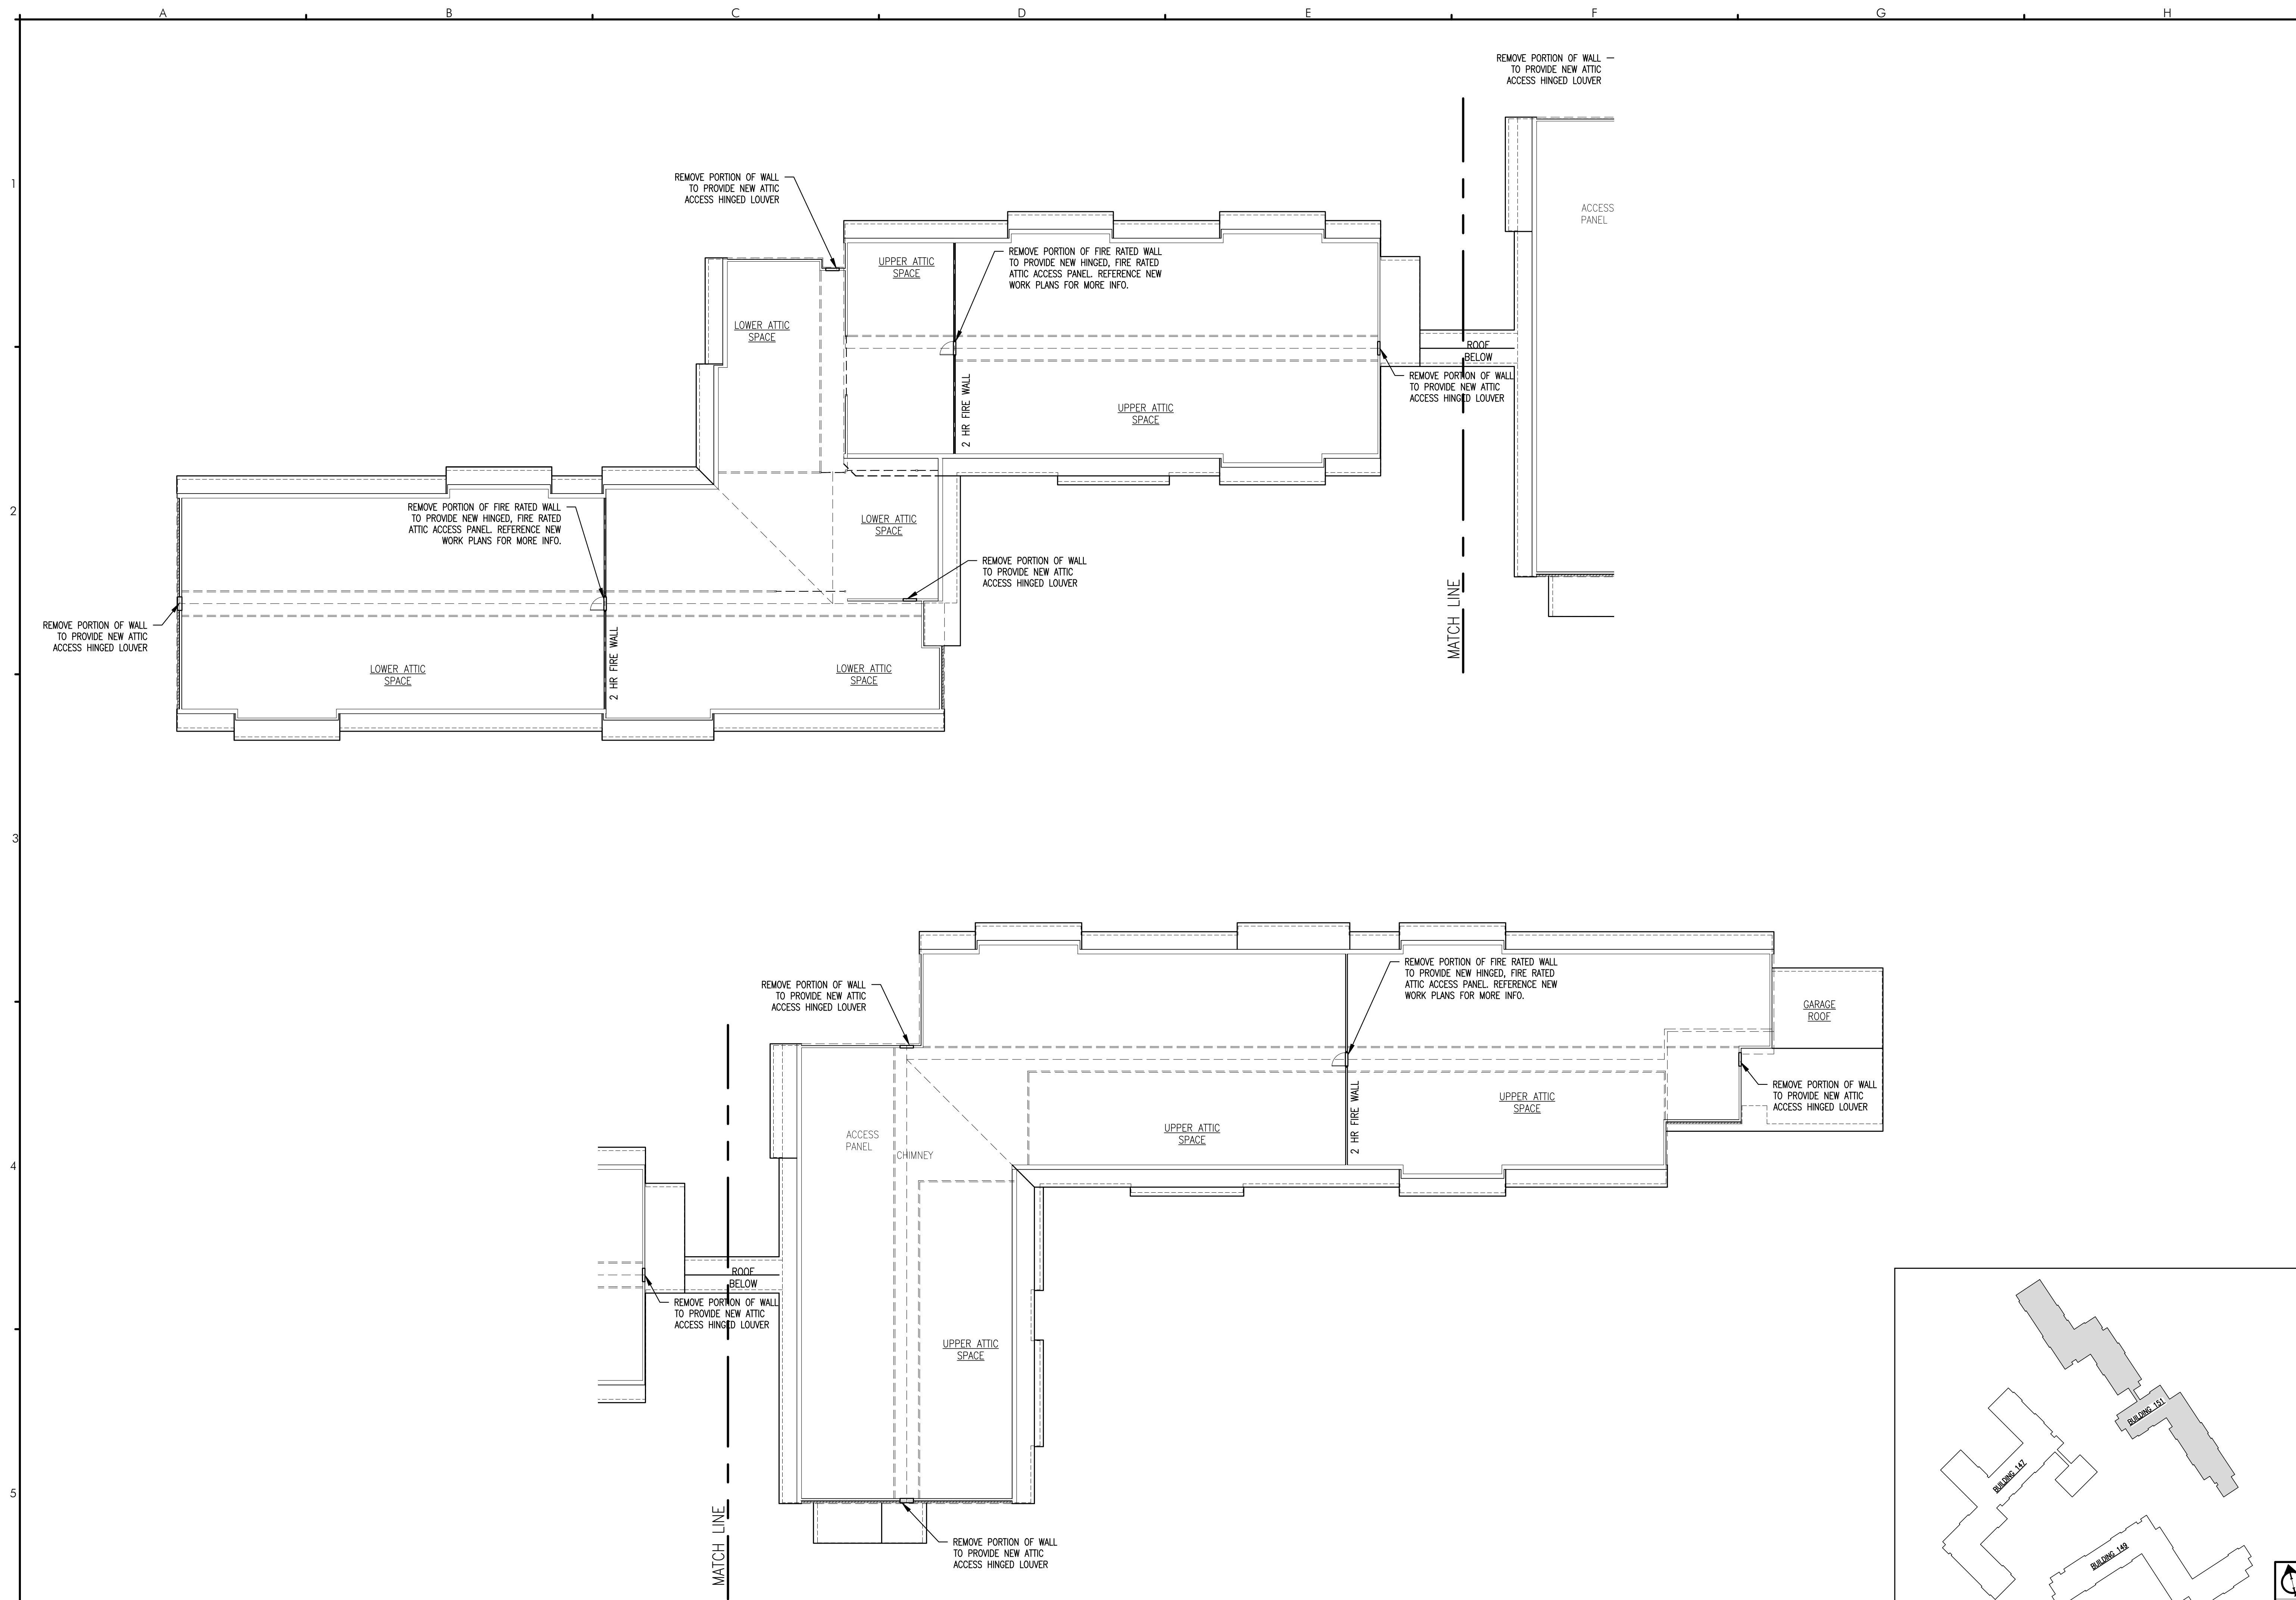 A B C D E F G H
REMOVE PORTION OF WALL
TO PROVIDE NEW ATTIC
ACCESS HINGED LOUVER
1
REMOVE PORTION OF WALL
TO PROVIDE NEW ATTIC
ACCESS HINGED LOUVER
ACCESS
PANEL
UPPER ATTIC
SPACE
REMOVE PORTION OF FIRE RATED WALL
TO PROVIDE NEW HINGED, FIRE RATED
ATTIC ACCESS PANEL. REFERENCE NEW
WORK PLANS FOR MORE INFO.
LOWER ATTIC
SPACE
ROOF
BELOW
REMOVE PORTION OF WALL
TO PROVIDE NEW ATTIC
ACCESS HINGED LOUVER
2 HR FIRE WALL
UPPER ATTIC
SPACE
2
REMOVE PORTION OF FIRE RATED WALL
TO PROVIDE NEW HINGED, FIRE RATED
ATTIC ACCESS PANEL. REFERENCE NEW
WORK PLANS FOR MORE INFO.
LOWER ATTIC
SPACE
REMOVE PORTION OF WALL
TO PROVIDE NEW ATTIC
ACCESS HINGED LOUVER
MATCH LINE
REMOVE PORTION OF WALL
TO PROVIDE NEW ATTIC
ACCESS HINGED LOUVER
2 HR FIRE WALL
LOWER ATTIC
SPACE
LOWER ATTIC
SPACE
3
REMOVE PORTION OF WALL
TO PROVIDE NEW ATTIC
ACCESS HINGED LOUVER
REMOVE PORTION OF FIRE RATED WALL
TO PROVIDE NEW HINGED, FIRE RATED
ATTIC ACCESS PANEL. REFERENCE NEW
WORK PLANS FOR MORE INFO.
GARAGE
ROOF
REMOVE PORTION OF WALL
TO PROVIDE NEW ATTIC
ACCESS HINGED LOUVER
2 HR FIRE WALL
UPPER ATTIC
SPACE
UPPER ATTIC
SPACE
4
ACCESS
PANEL
CHIMNEY
ROOF
BELOW
REMOVE PORTION OF WALL
TO PROVIDE NEW ATTIC
ACCESS HINGED LOUVER
UPPER ATTIC
SPACE
5
MATCH LINE
REMOVE PORTION OF WALL
TO PROVIDE NEW ATTIC
ACCESS HINGED LOUVER
BUILDING 151
BUILDING 147
BUILDING 149